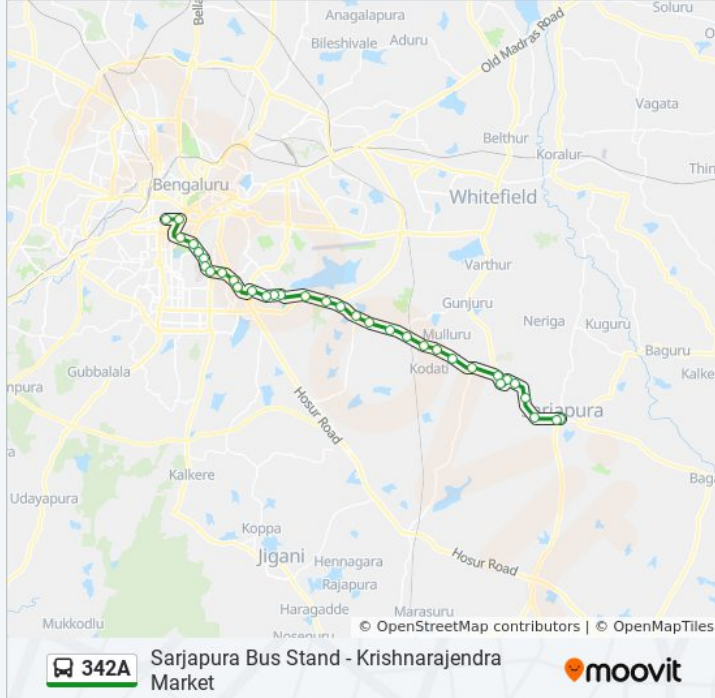 Anagalapura
Soluru
Bileshivale
Aduru
Old Madras Road
Vagata
Belthur
Koralur
Bengaluru
Whitefield
Varthur
Gunjuru
Neriga
Kuguru
Mulluru
Baguru
Kodati
Gubbalala
Hosur Road
Sarjapura
Kalkere
Udayapura
Koppa
Jigani
Hennagara
Hosur Road
Rajapura
Haragadde
Marasuru
Mukkodlu
© OpenStreetMap contributors | © OpenMapTiles
342A
Sarjapura Bus Stand - Krishnarajendra
Market
moovit